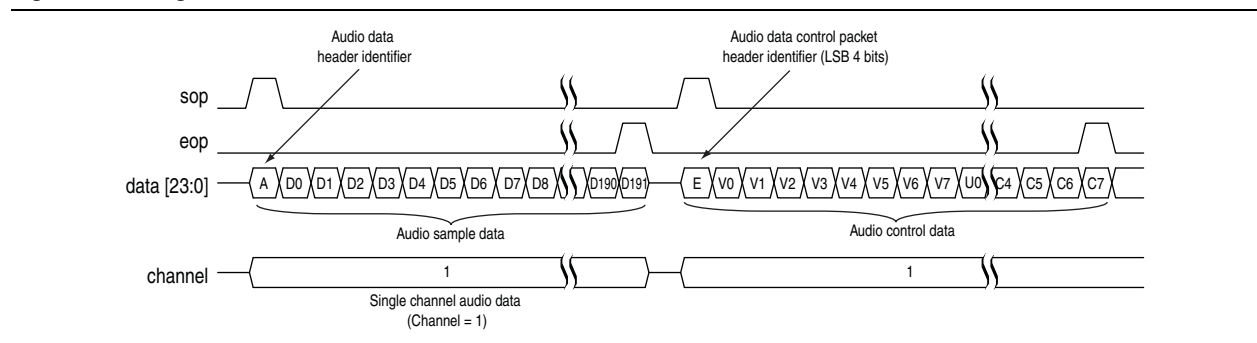 Audio data
header identifier
Audio data control packet
header identifier (LSB 4 bits)
sop
eop
data [23:0]
A D0 D1 D2 D3 D4 D5 D6 D7 D8 D190 D191 E V0 V1 V2 V3 V4 V5 V6 V7 U0 C4 C5 C6 C7
Audio sample data
Audio control data
channel
1
1
Single channel audio data
(Channel = 1)